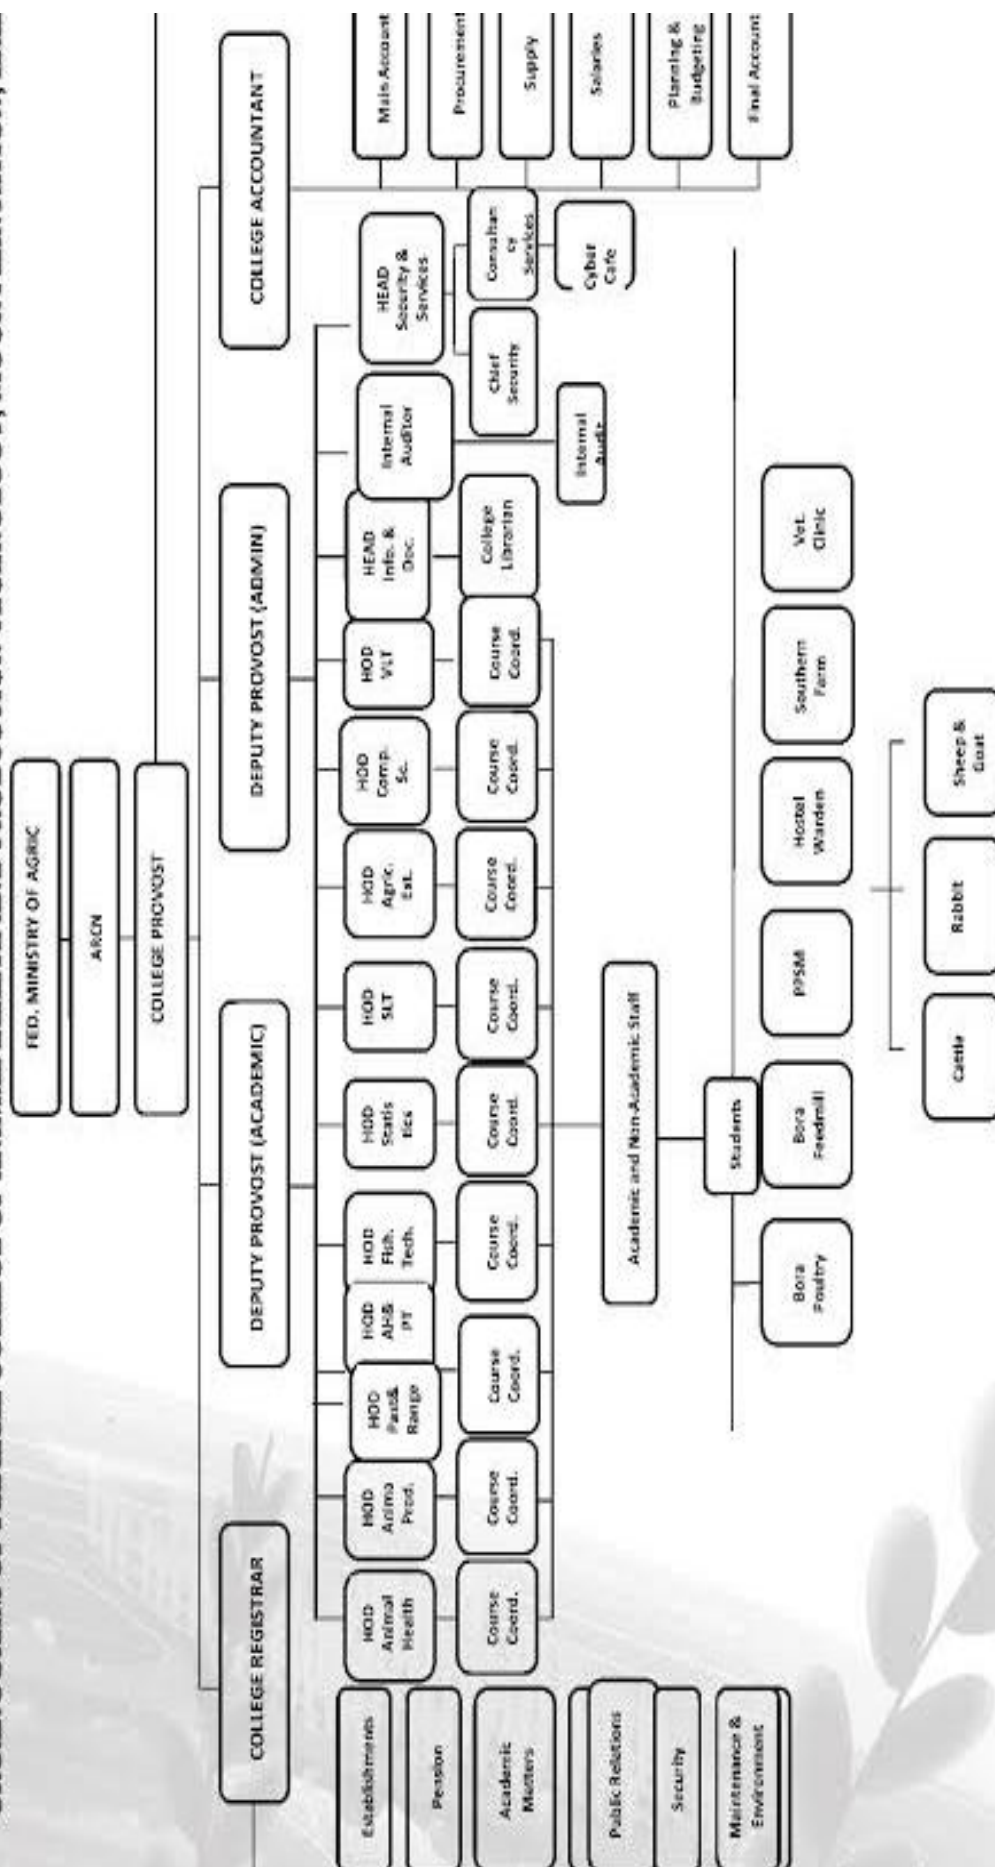 FED. MINISTRY OF AGRIC
ARCN
COLLEGE PROVOST
COLLEGE REGISTRAR
DEPUTY PROVOST (ACADEMIC)
DEPUTY PROVOST (ADMIN)
COLLEGE ACCOUNTANT
Establishments
Pension
Academic
Matters
Public Relations
Security
Maintenance &
Environment
HOD
Animal
Health
HOD
Anima
Prod.
HOD
Past&
Range
HOD
AH&
PT
HOD
Fish.
Tech.
HOD
Statis
tics
HOD
SLT
HOD
Agric.
Ext.
HOD
Comp.
Sc.
HOD
VLT
HEAD
Info. &
Doc.
Internal
Auditor
HEAD
Security &
Services
Course
Coord.
Course
Coord.
Course
Coord.
Course
Coord.
Course
Coord.
Course
Coord.
Course
Coord.
Course
Coord.
Course
Coord.
College
Librarian
Chief
Security
Consultan
cy
Services
Internal
Audit
Cyber
Cafe
Main Account
Procurement
Supply
Salaries
Planning &
Budgeting
Final Account
Academic and Non-Academic Staff
Students
Bora
Poultry
Bora
Feedmill
PPSM
Hostel
Warden
Southern
Farm
Vet.
Clinic
Cattle
Rabbit
Sheep &
Goat